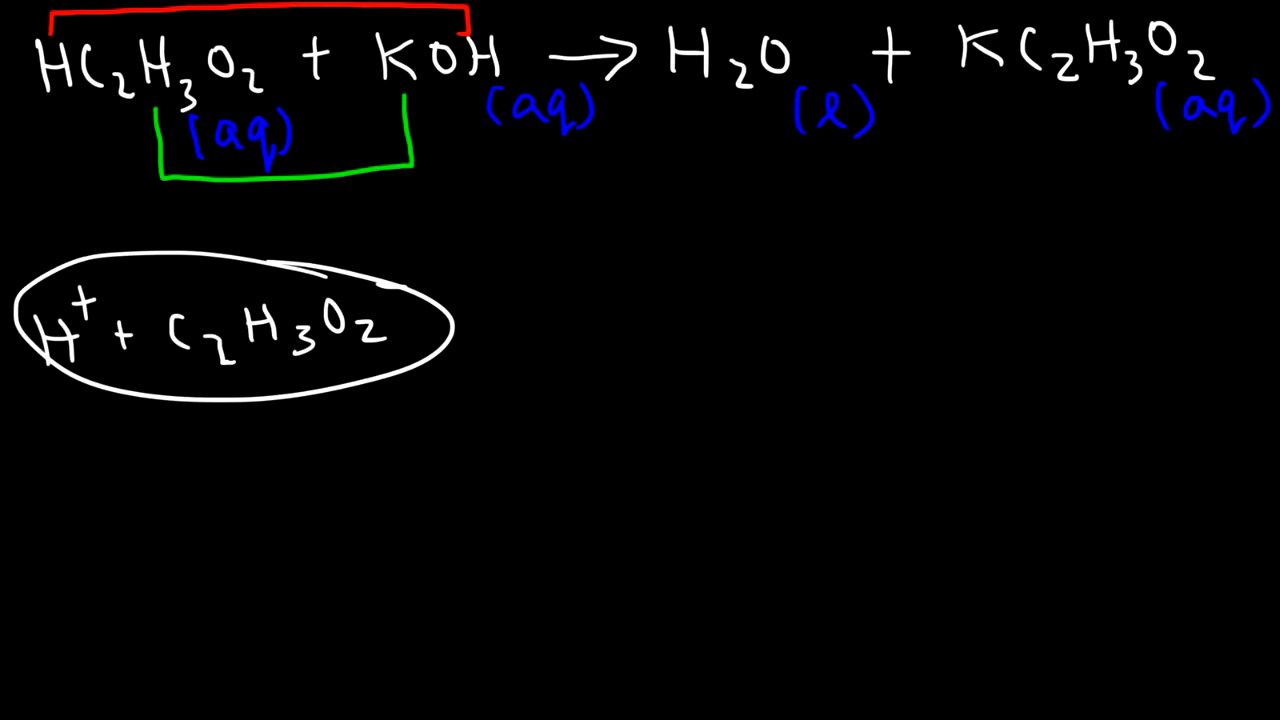 HC₂H₃O₂ + KOH → H₂O + KC₂H₃O₂
(aq) (aq) (l) (aq)
H⁺ + C₂H₃O₂